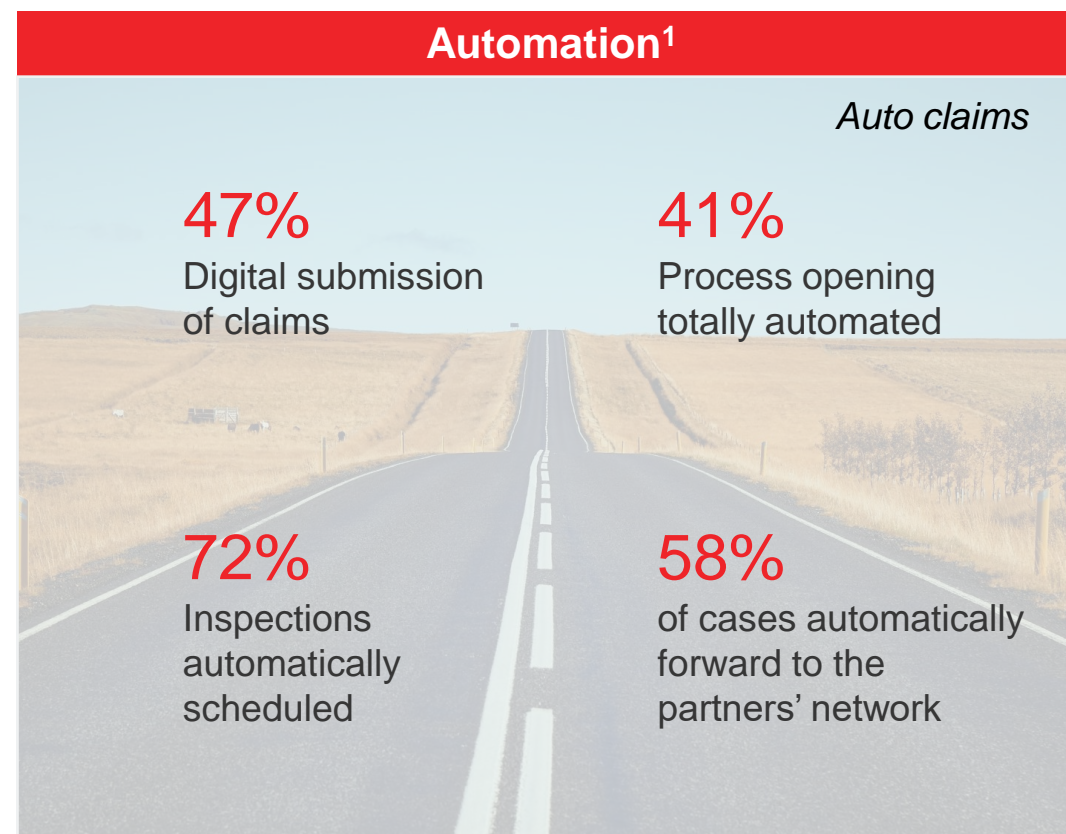 Automation¹
Auto claims
47%
Digital submission
of claims
41%
Process opening
totally automated
72%
Inspections
automatically
scheduled
58%
of cases automatically
forward to the
partners’ network